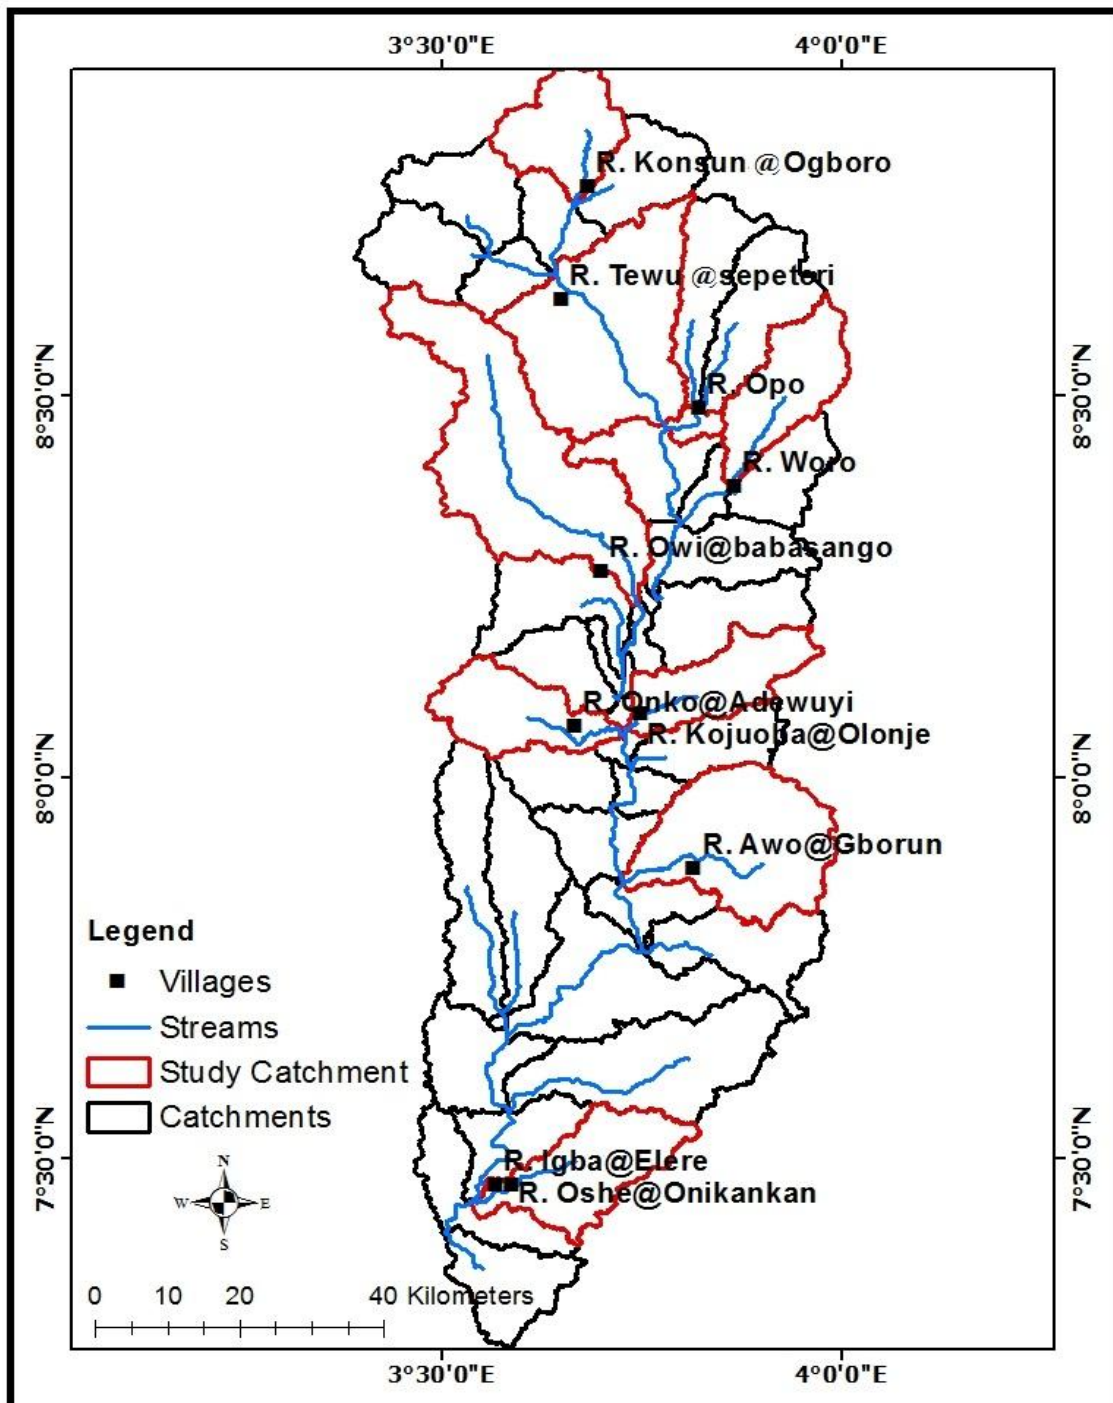 3°30'0"E 4°0'0"E
R. Konsun @Ogboro
R. Tewu @sepeteri
8°30'0"N 8°30'0"N
R. Opo
R. Woro
R. Owi@babasango
R. Onko@Adewuyi
R. Kojuoba@Olonje
8°0'0"N 8°0'0"N
R. Awo@Gborun
Legend
Villages
Streams
Study Catchment
Catchments
7°30'0"N 7°30'0"N
R. Igba@Elere
R. Oshe@Onikankan
N
W E
S
0 10 20 40 Kilometers
3°30'0"E 4°0'0"E